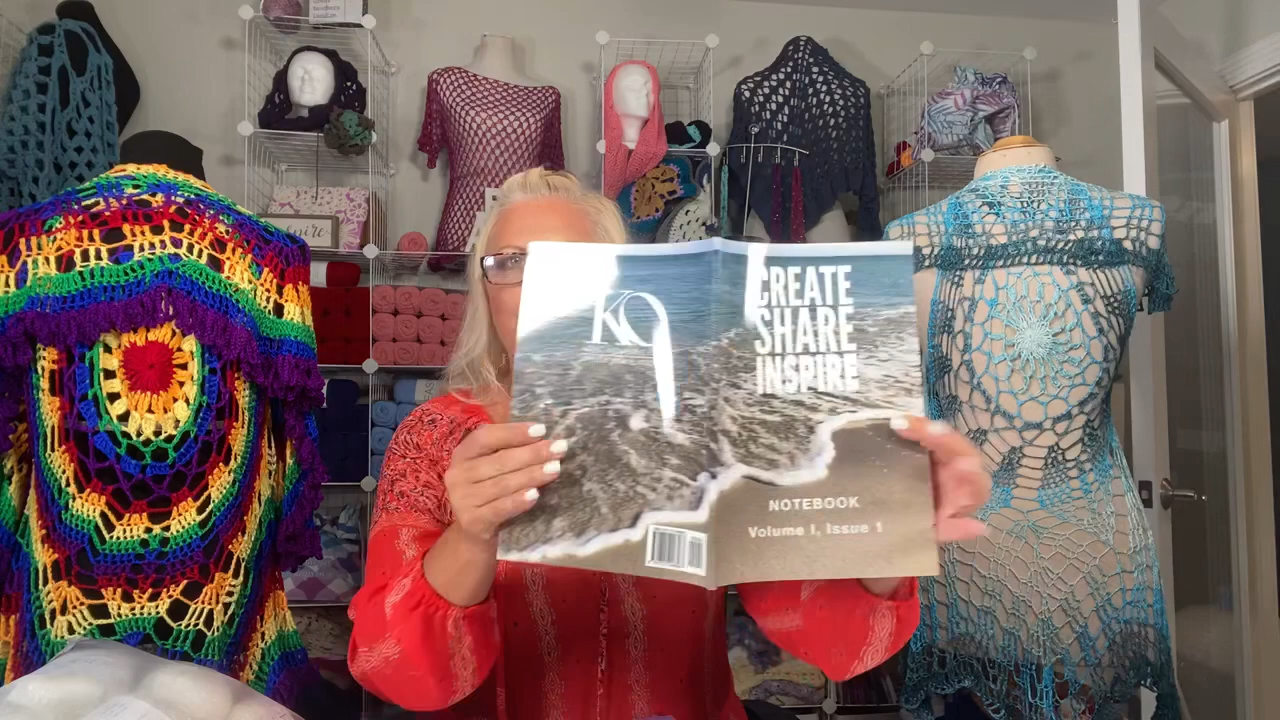 KO
CREATE
SHARE
INSPIRE
NOTEBOOK
Volume I, Issue 1